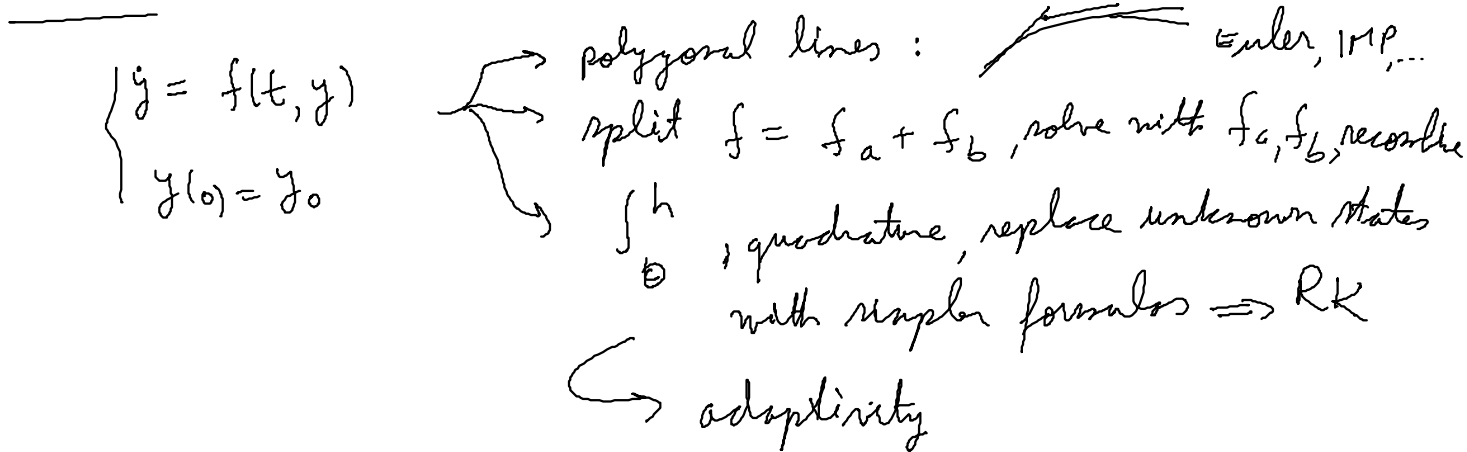 ẏ = f(t, y)
y(0) = y₀
polygonal lines : Euler, IMP, ...
split f = f_a + f_b, solve with f_a, f_b, recombine
∫_0^h , quadrature, replace unknown states
with simpler formulas ⇒ RK
adaptivity